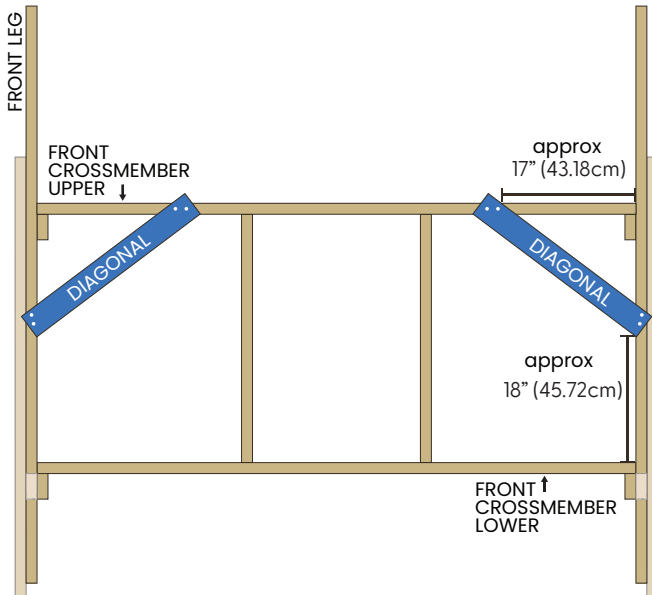 FRONT LEG
FRONT
CROSSMEMBER
UPPER
approx
17” (43.18cm)
DIAGONAL
DIAGONAL
approx
18” (45.72cm)
FRONT
CROSSMEMBER
LOWER